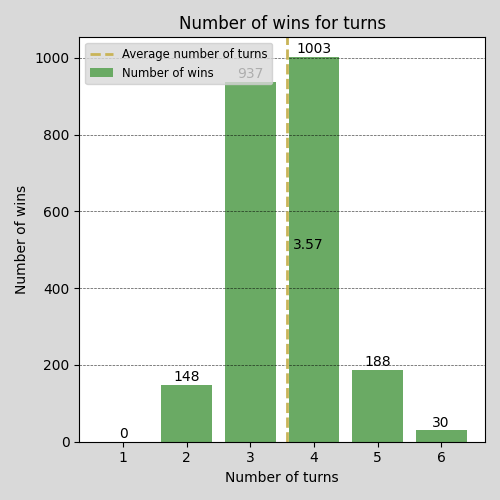 Number of wins for turns
Average number of turns
Number of wins
1003
937
1000
800
600
400
200
0
Number of wins
3.57
188
148
30
0
1 2 3 4 5 6
Number of turns